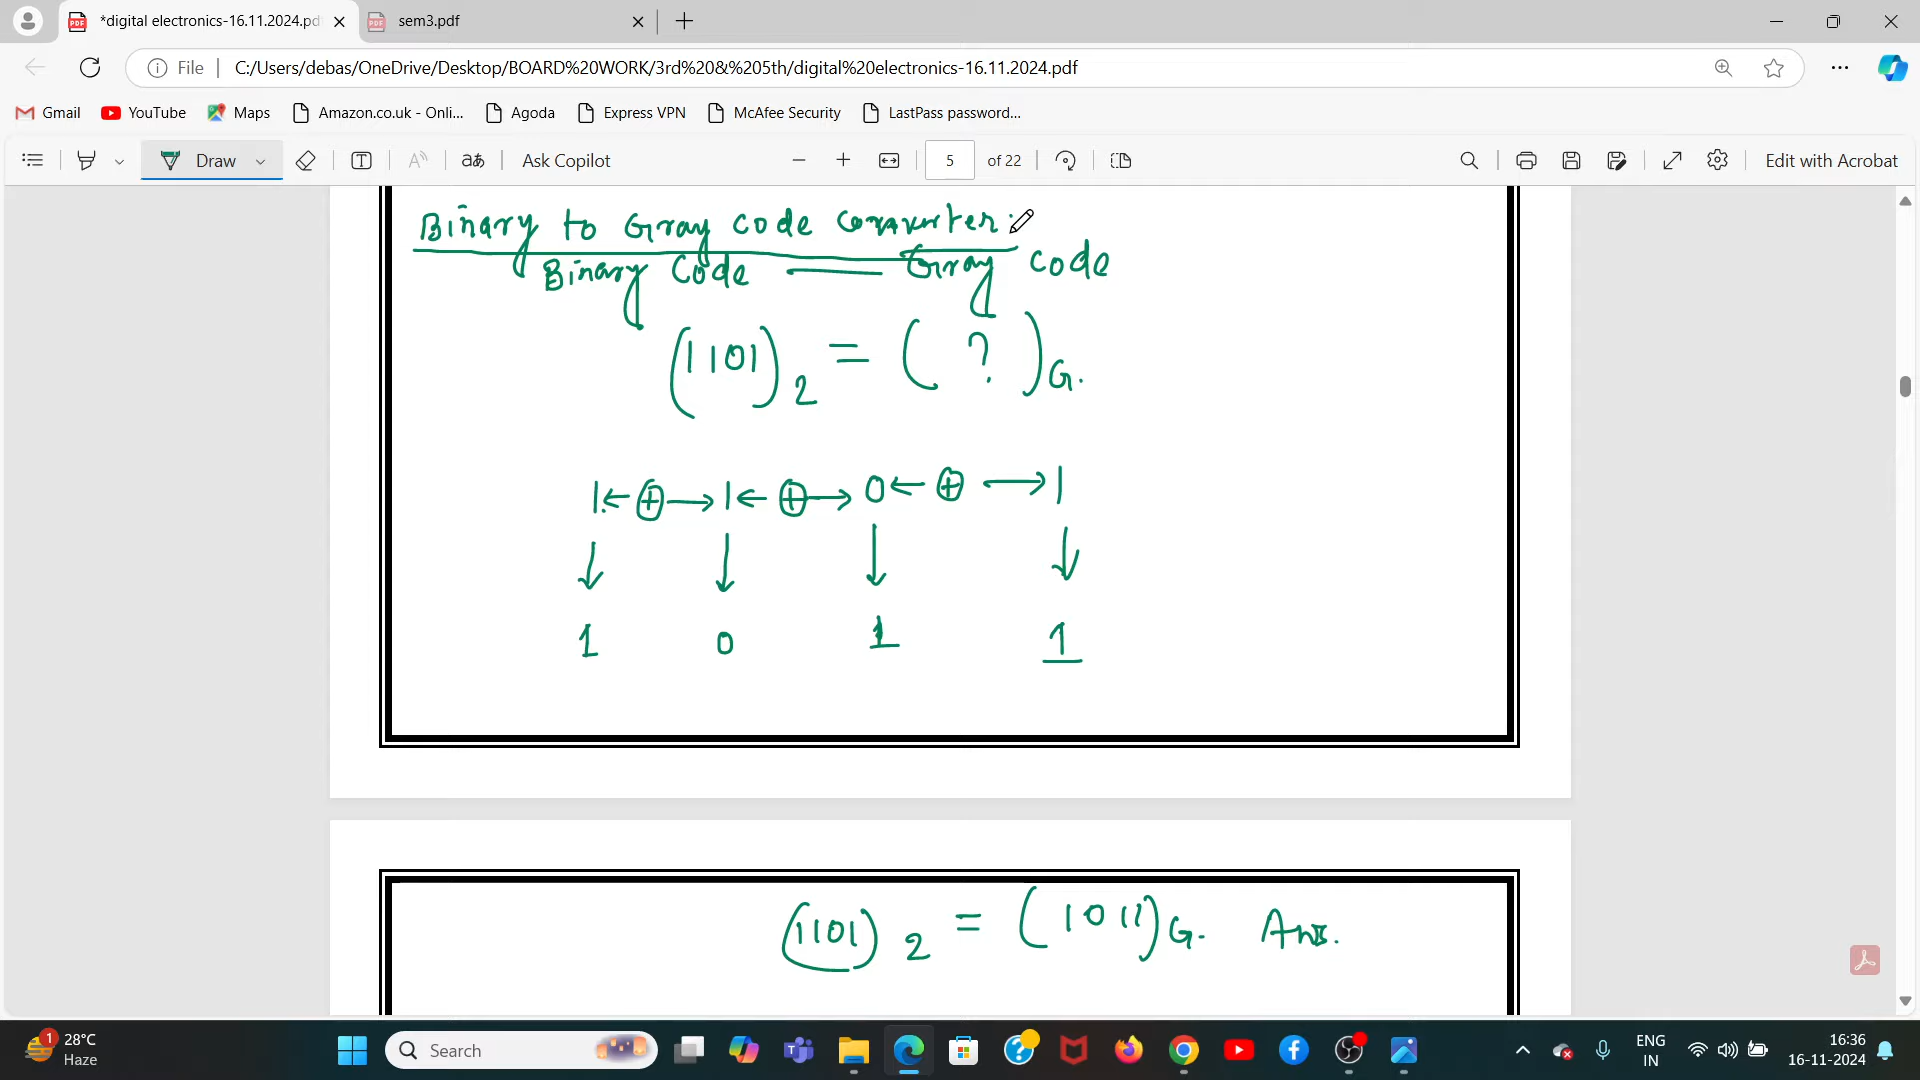 *digital electronics-16.11.2024.pd
sem3.pdf
File
C:/Users/debas/OneDrive/Desktop/BOARD%20WORK/3rd%20&%205th/digital%20electronics-16.11.2024.pdf
Gmail
YouTube
Maps
Amazon.co.uk - Onli...
Agoda
Express VPN
McAfee Security
LastPass password...
Draw
aあ
Ask Copilot
5 of 22
Edit with Acrobat
Binary to Gray code converter:
Binary Code — Gray code
(1101)2 = ( ? )G.
1 ← ⊕ → 1 ← ⊕ → 0 ← ⊕ → 1
↓ ↓ ↓ ↓
1 0 1 1
(1101)2 = (1011)G. Ans.
1
28°C
Haze
Search
ENG
IN
16:36
16-11-2024